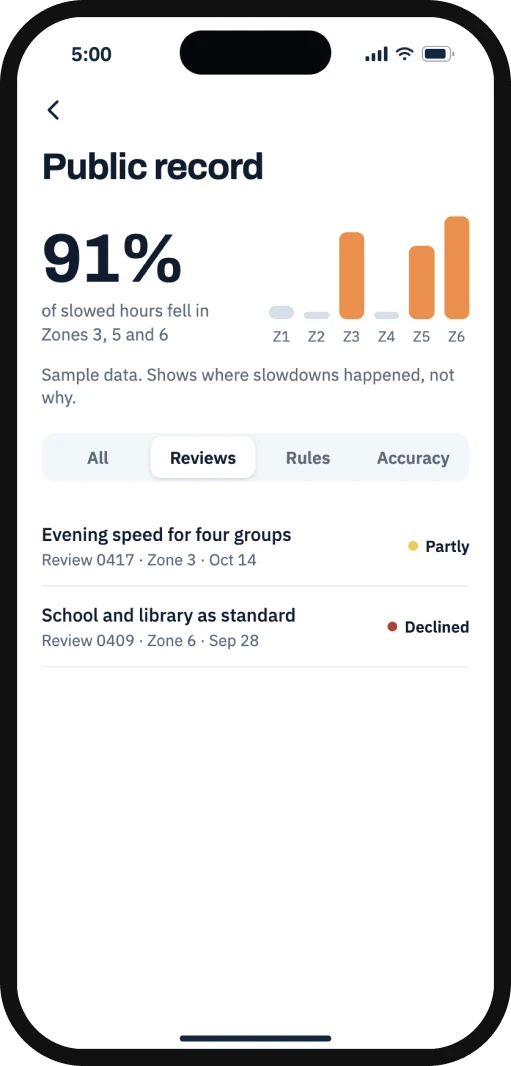 5:00
Public record
91%
of slowed hours fell in
Zones 3, 5 and 6
Z1 Z2 Z3 Z4 Z5 Z6
Sample data. Shows where slowdowns happened, not
why.
All Reviews Rules Accuracy
Evening speed for four groups
Review 0417 · Zone 3 · Oct 14
Partly
School and library as standard
Review 0409 · Zone 6 · Sep 28
Declined